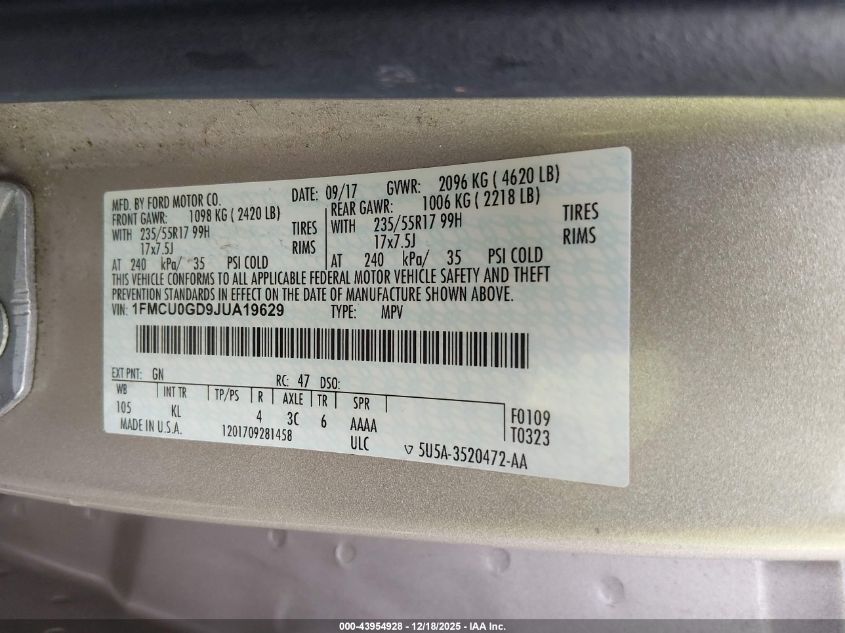 MFD. BY FORD MOTOR CO. DATE: 09/17 GVWR: 2096 KG ( 4620 LB)
FRONT GAWR: 1098 KG ( 2420 LB) REAR GAWR: 1006 KG ( 2218 LB)
WITH 235/55R17 99H TIRES WITH 235/55R17 99H TIRES
17x7.5J RIMS 17x7.5J RIMS
AT 240 kPa/ 35 PSI COLD AT 240 kPa/ 35 PSI COLD
THIS VEHICLE CONFORMS TO ALL APPLICABLE FEDERAL MOTOR VEHICLE SAFETY AND THEFT
PREVENTION STANDARDS IN EFFECT ON THE DATE OF MANUFACTURE SHOWN ABOVE.
VIN: 1FMCU0GD9JUA19629 TYPE: MPV
EXT PNT: GN RC: 47 DSO:
WB INT TR TP/PS R AXLE TR SPR
105 KL 4 3C 6 AAAA F0109
MADE IN U.S.A. 1201709281458 ULC T0323
5U5A-3520472-AA
000-43954928 - 12/18/2025 - IAA Inc.